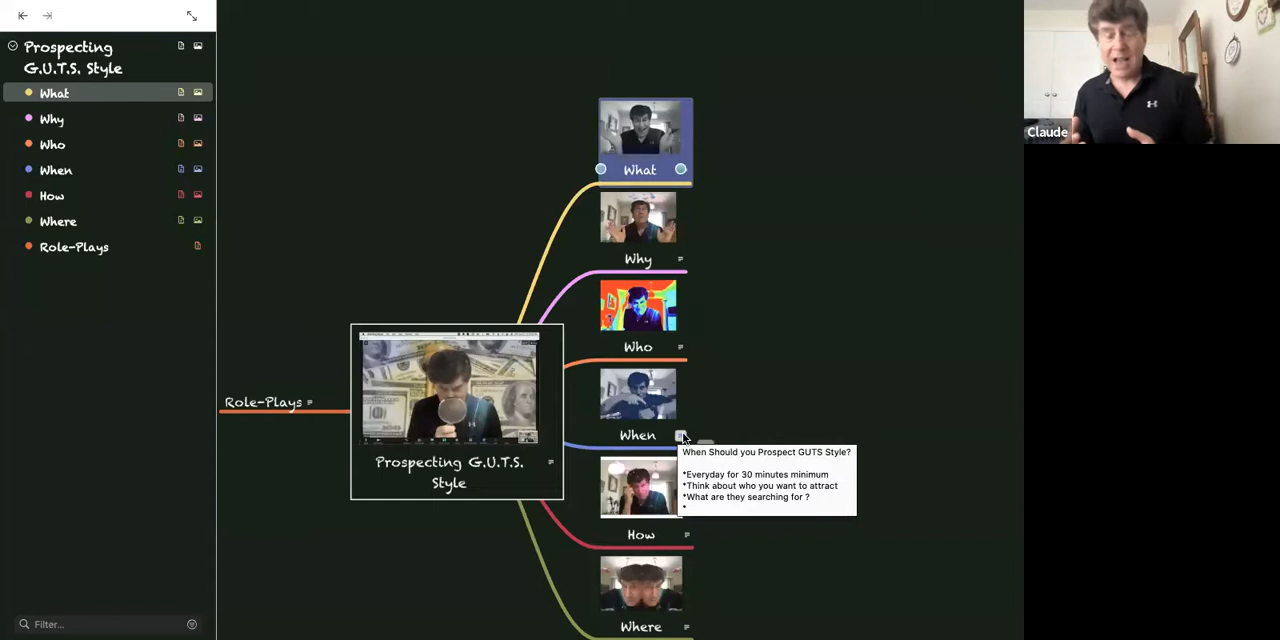 Prospecting
G.U.T.S. Style
What
Why
Who
When
How
Where
Role-Plays
Filter...
What
Why
Who
When
How
Where
Role-Plays
Prospecting G.U.T.S.
Style
When Should you Prospect GUTS Style?
*Everyday for 30 minutes minimum
*Think about who you want to attract
*What are they searching for ?
*
Claude